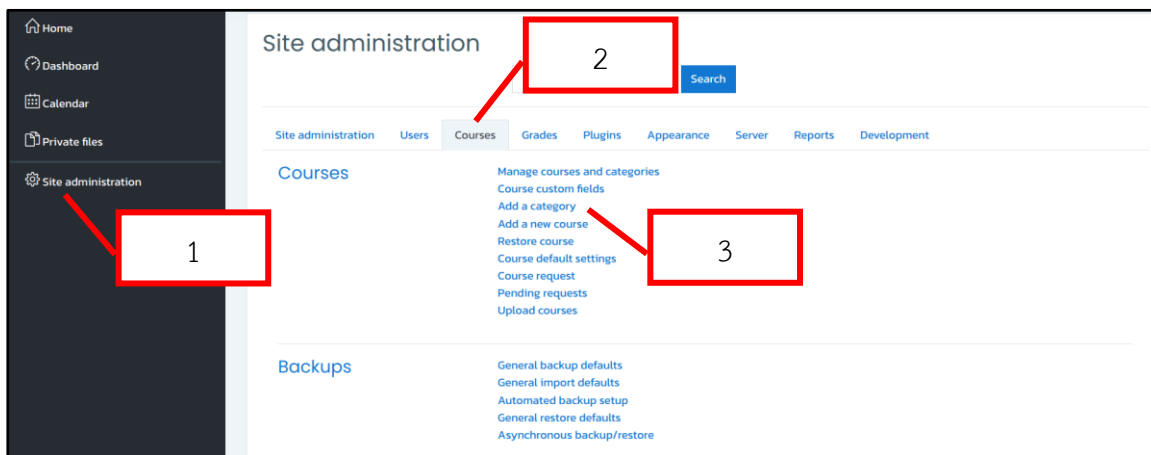 Home
Dashboard
Calendar
Private files
Site administration
1
Site administration
2
Search
Site administration Users Courses Grades Plugins Appearance Server Reports Development
Courses
Manage courses and categories
Course custom fields
Add a category
Add a new course
Restore course
Course default settings
Course request
Pending requests
Upload courses
3
Backups
General backup defaults
General import defaults
Automated backup setup
General restore defaults
Asynchronous backup/restore